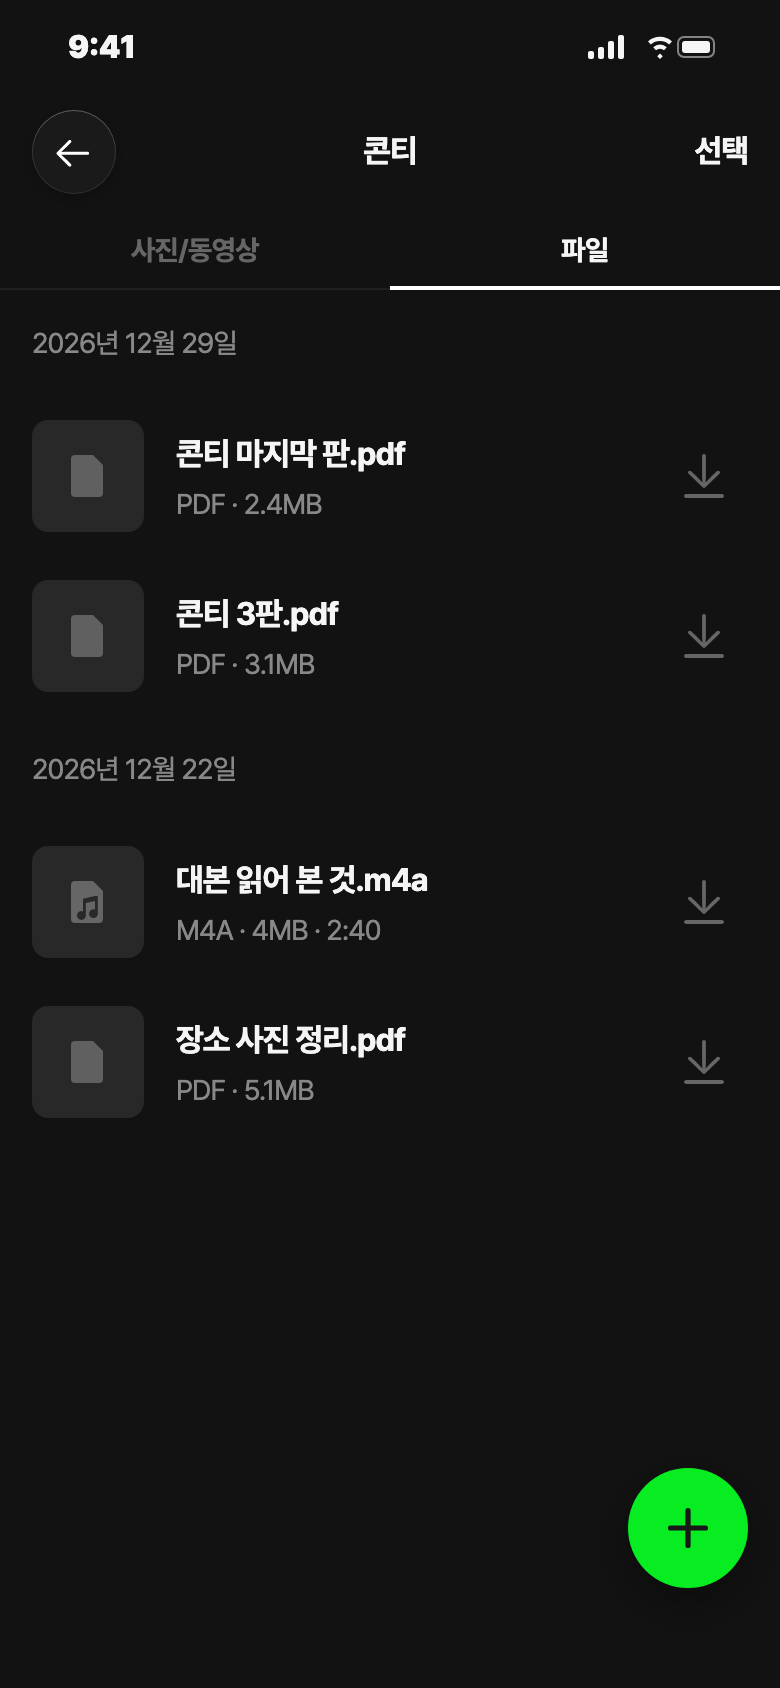 9:41
콘티
선택
사진/동영상
파일
2026년 12월 29일
콘티 마지막 판.pdf
PDF · 2.4MB
콘티 3판.pdf
PDF · 3.1MB
2026년 12월 22일
대본 읽어 본 것.m4a
M4A · 4MB · 2:40
장소 사진 정리.pdf
PDF · 5.1MB